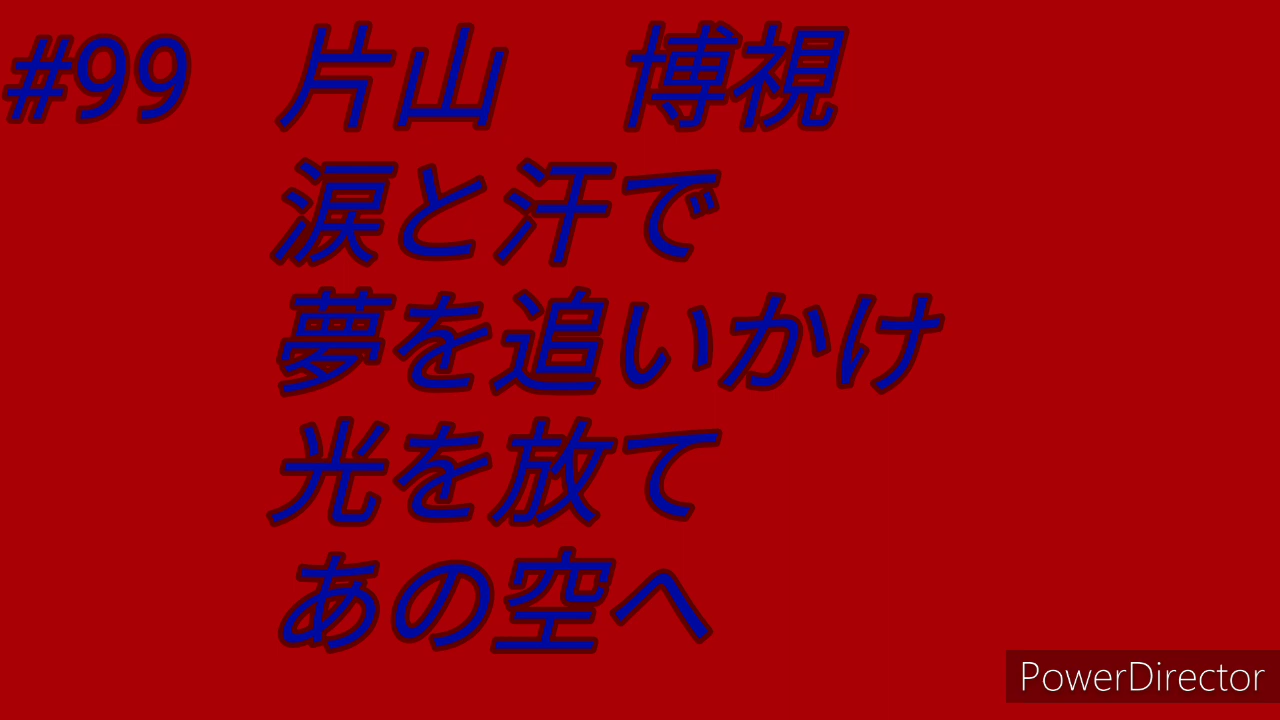 #99　片山　博視
涙と汗で
夢を追いかけ
光を放て
あの空へ
PowerDirector